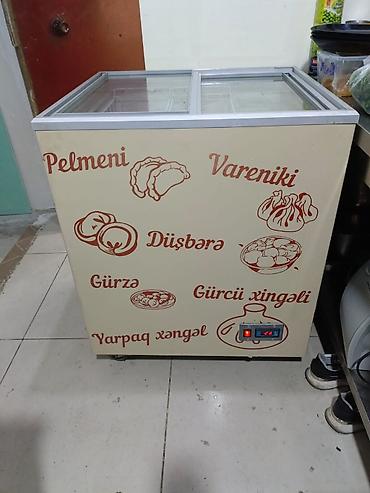 Pelmeni
Vareniki
Düşbərə
Gürzə
Gürcü xingəli
Yarpaq xəngəl